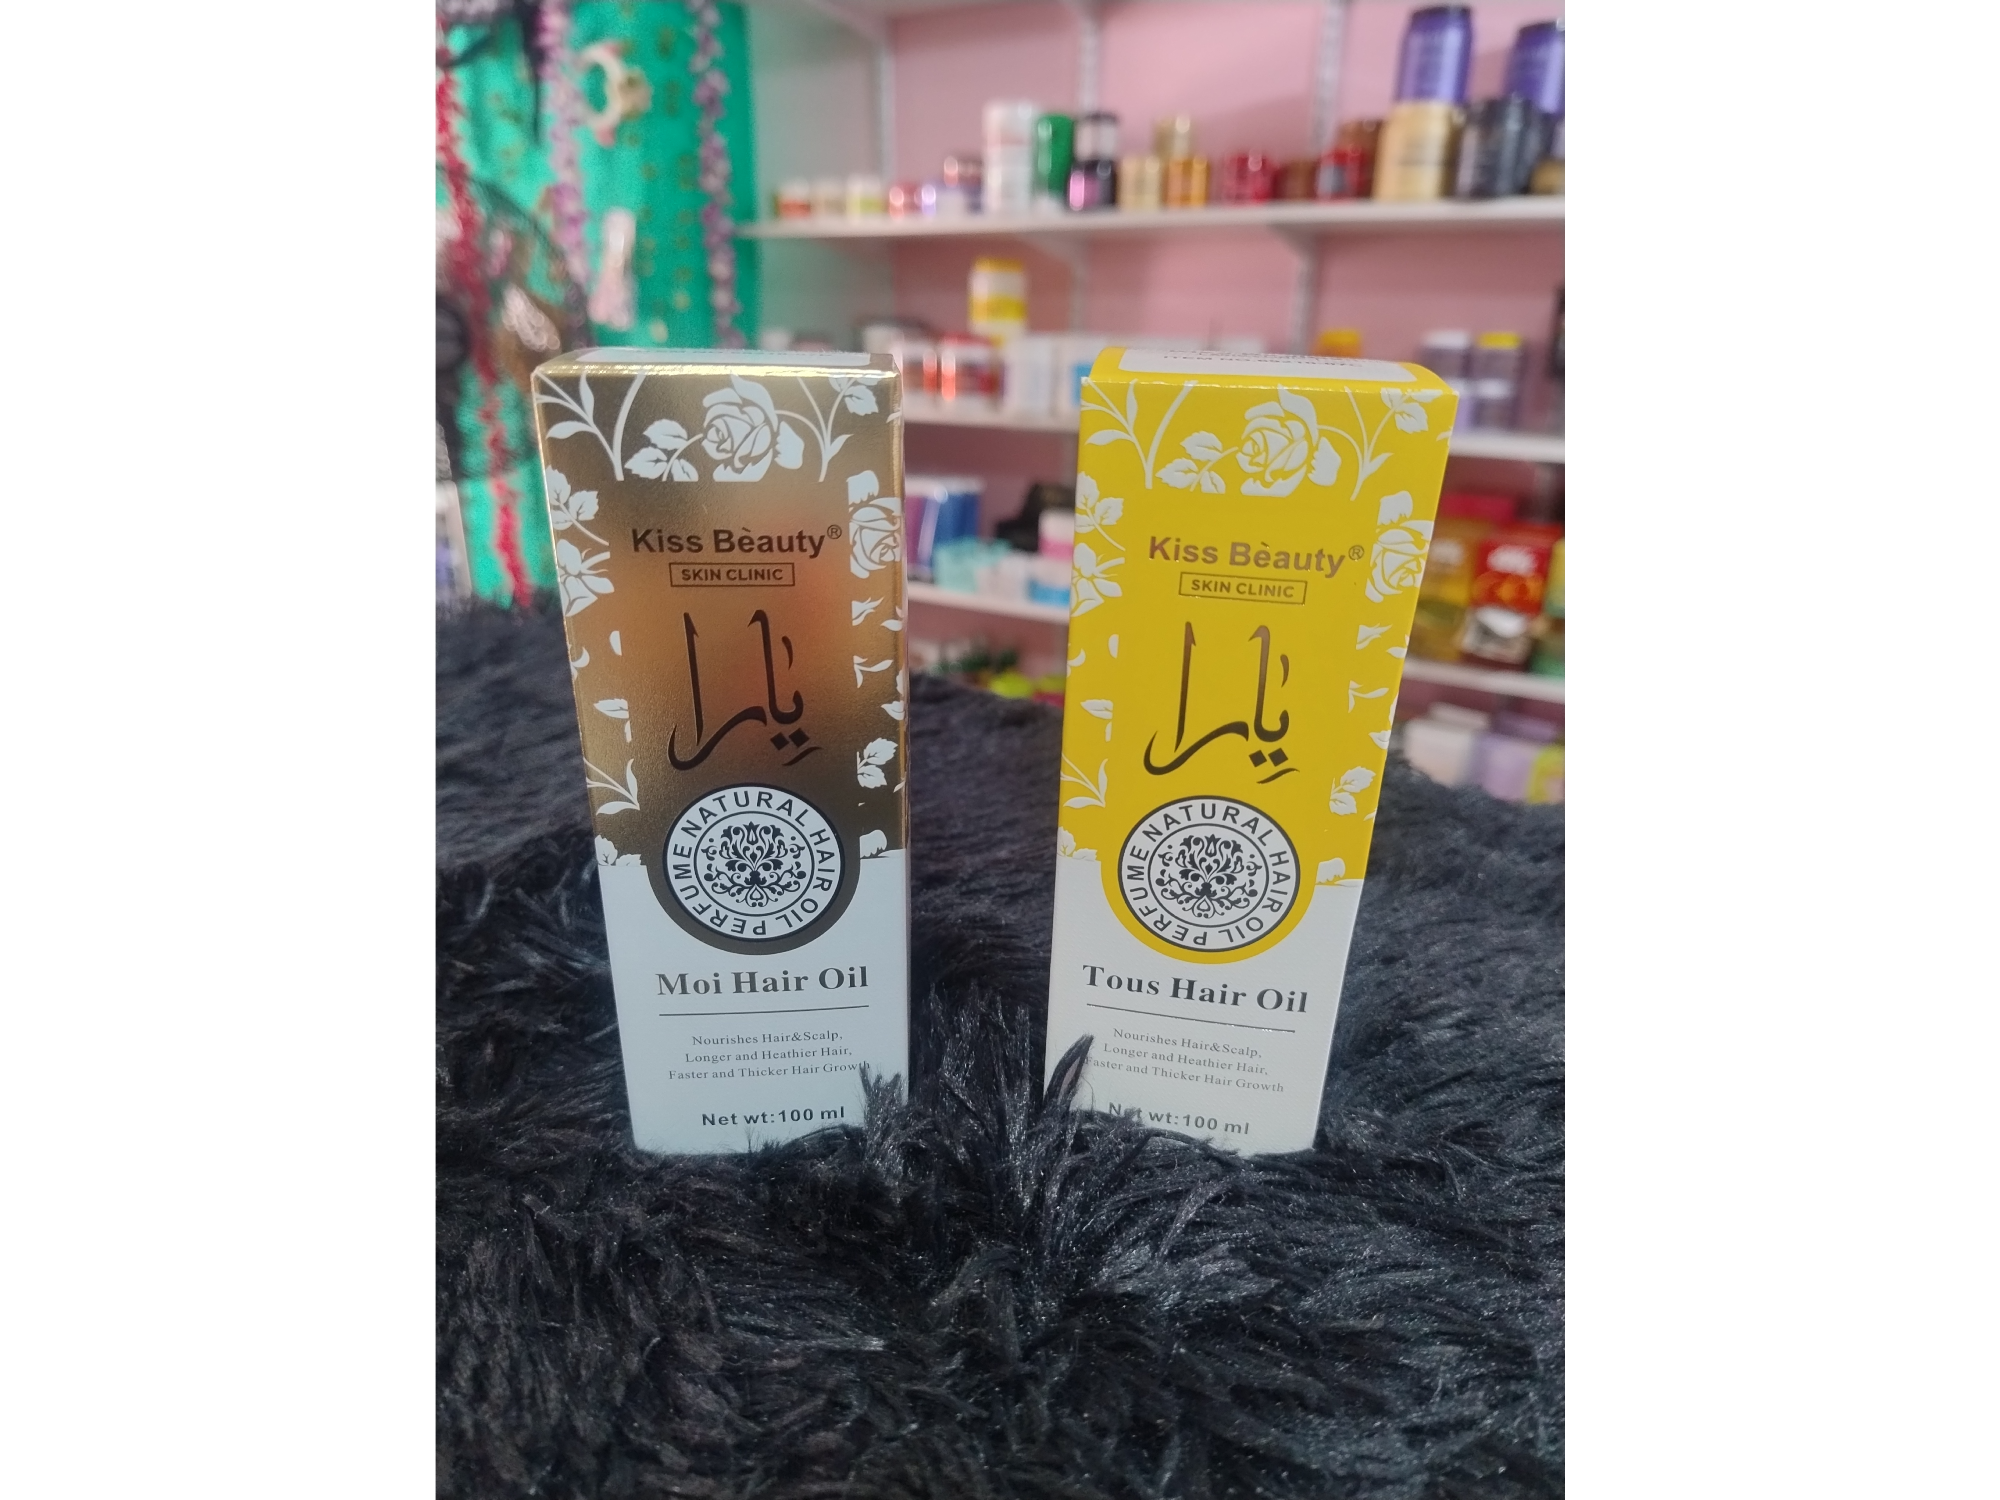 Kiss Bèauty®
SKIN CLINIC
يارا
NATURAL HAIR OIL PERFUME
Moi Hair Oil
Nourishes Hair&Scalp,
Longer and Heathier Hair,
Faster and Thicker Hair Growth
Net wt:100 ml
Kiss Bèauty®
SKIN CLINIC
يارا
NATURAL HAIR OIL PERFUME
Tous Hair Oil
Nourishes Hair&Scalp,
Longer and Heathier Hair,
Faster and Thicker Hair Growth
Net wt:100 ml